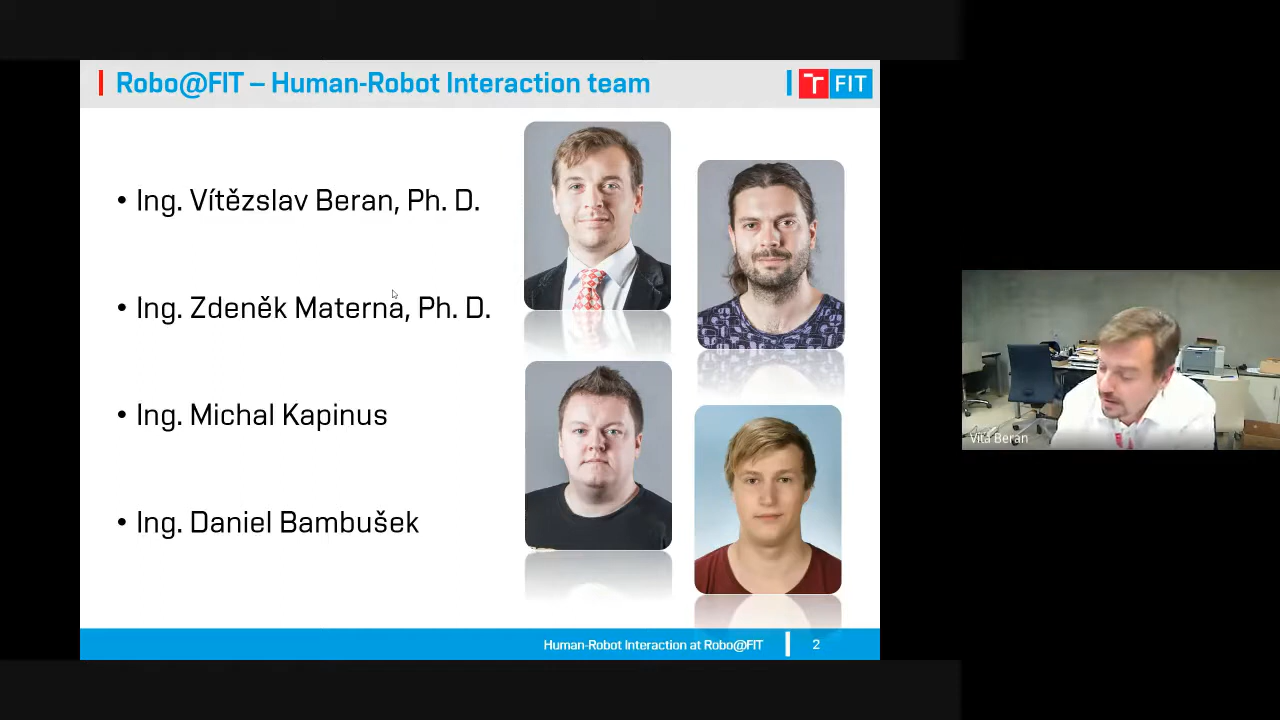 Robo@FIT – Human-Robot Interaction team
T FIT
• Ing. Vítězslav Beran, Ph. D.
• Ing. Zdeněk Materna, Ph. D.
• Ing. Michal Kapinus
• Ing. Daniel Bambušek
Vita Beran
Human-Robot Interaction at Robo@FIT 2